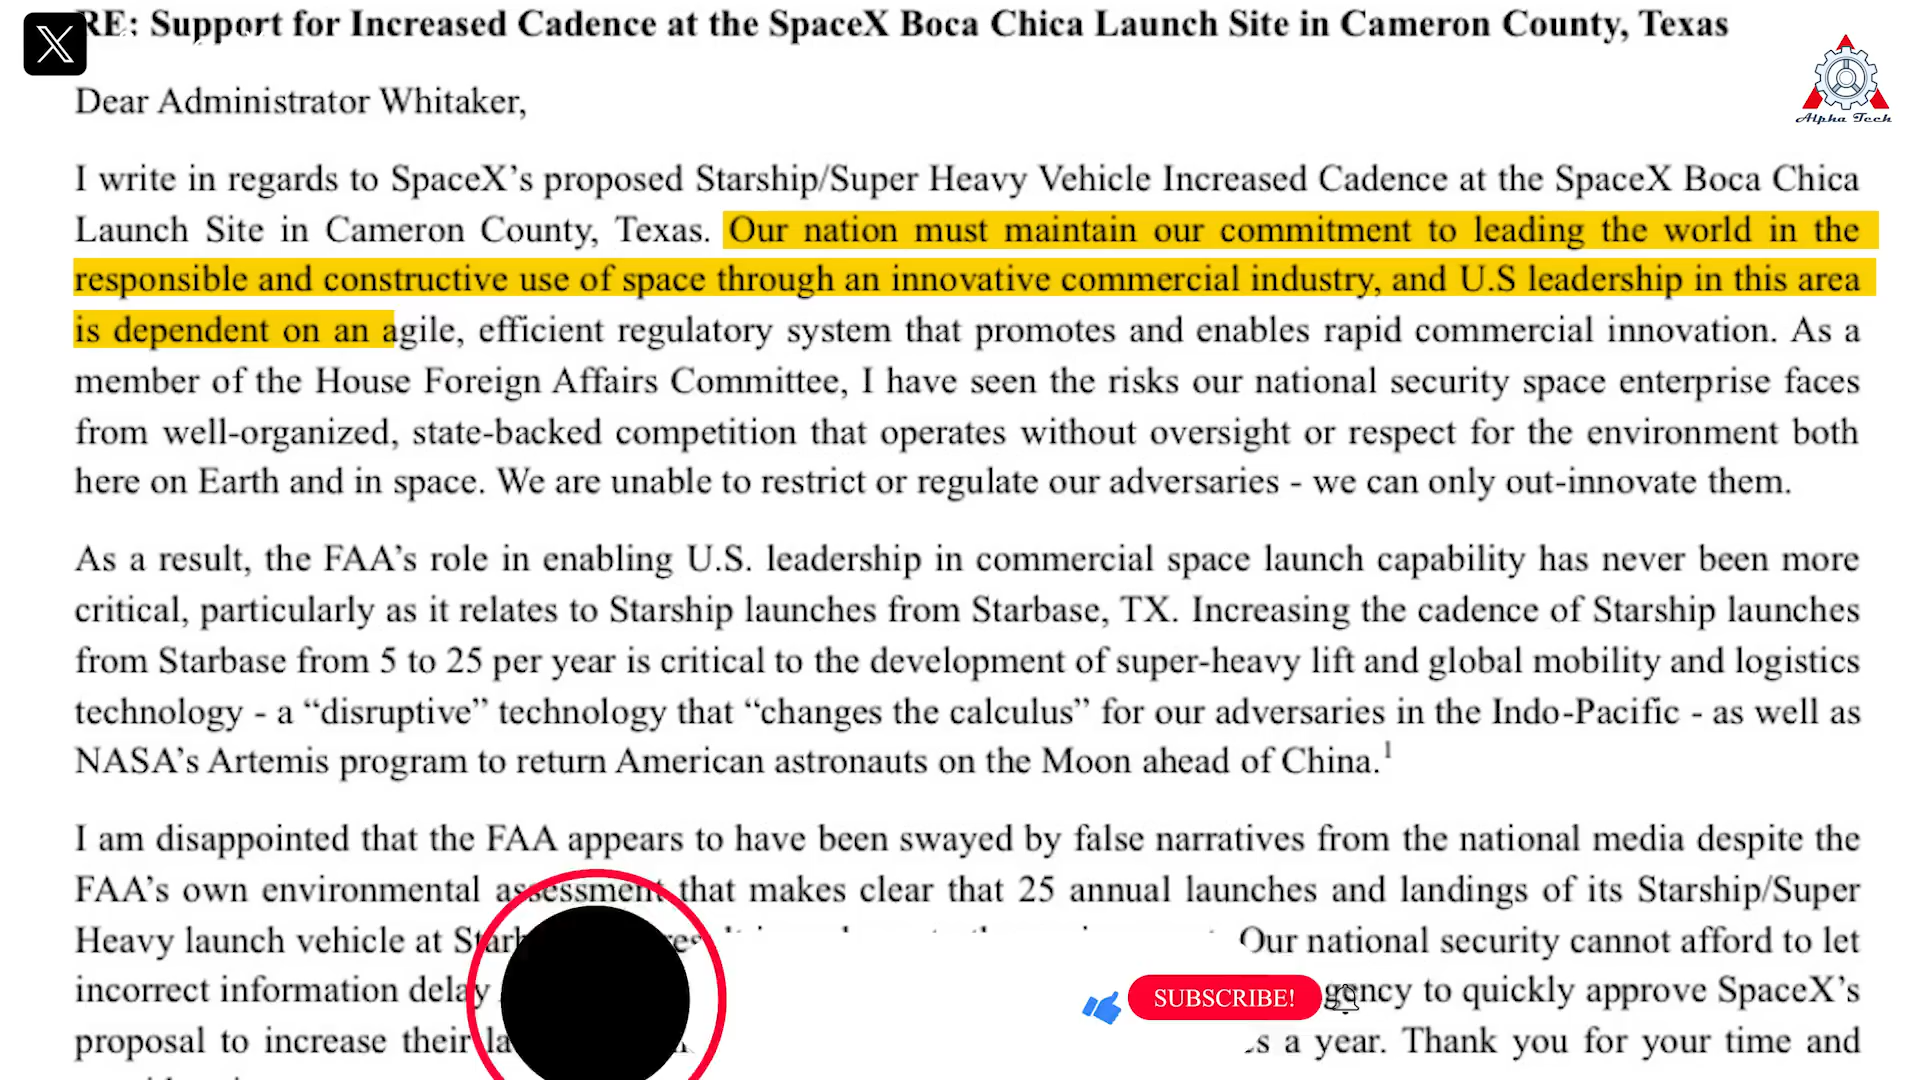 RE: Support for Increased Cadence at the SpaceX Boca Chica Launch Site in Cameron County, Texas
Alpha Tech
Dear Administrator Whitaker,
I write in regards to SpaceX’s proposed Starship/Super Heavy Vehicle Increased Cadence at the SpaceX Boca Chica
Launch Site in Cameron County, Texas. Our nation must maintain our commitment to leading the world in the
responsible and constructive use of space through an innovative commercial industry, and U.S leadership in this area
is dependent on an agile, efficient regulatory system that promotes and enables rapid commercial innovation. As a
member of the House Foreign Affairs Committee, I have seen the risks our national security space enterprise faces
from well-organized, state-backed competition that operates without oversight or respect for the environment both
here on Earth and in space. We are unable to restrict or regulate our adversaries - we can only out-innovate them.
As a result, the FAA’s role in enabling U.S. leadership in commercial space launch capability has never been more
critical, particularly as it relates to Starship launches from Starbase, TX. Increasing the cadence of Starship launches
from Starbase from 5 to 25 per year is critical to the development of super-heavy lift and global mobility and logistics
technology - a “disruptive” technology that “changes the calculus” for our adversaries in the Indo-Pacific - as well as
NASA’s Artemis program to return American astronauts on the Moon ahead of China.1
I am disappointed that the FAA appears to have been swayed by false narratives from the national media despite the
FAA’s own environmental assessment that makes clear that 25 annual launches and landings of its Starship/Super
Heavy launch vehicle at Our national security cannot afford to let
incorrect information delay to quickly approve SpaceX’s
proposal to increase their a year. Thank you for your time and
SUBSCRIBE!